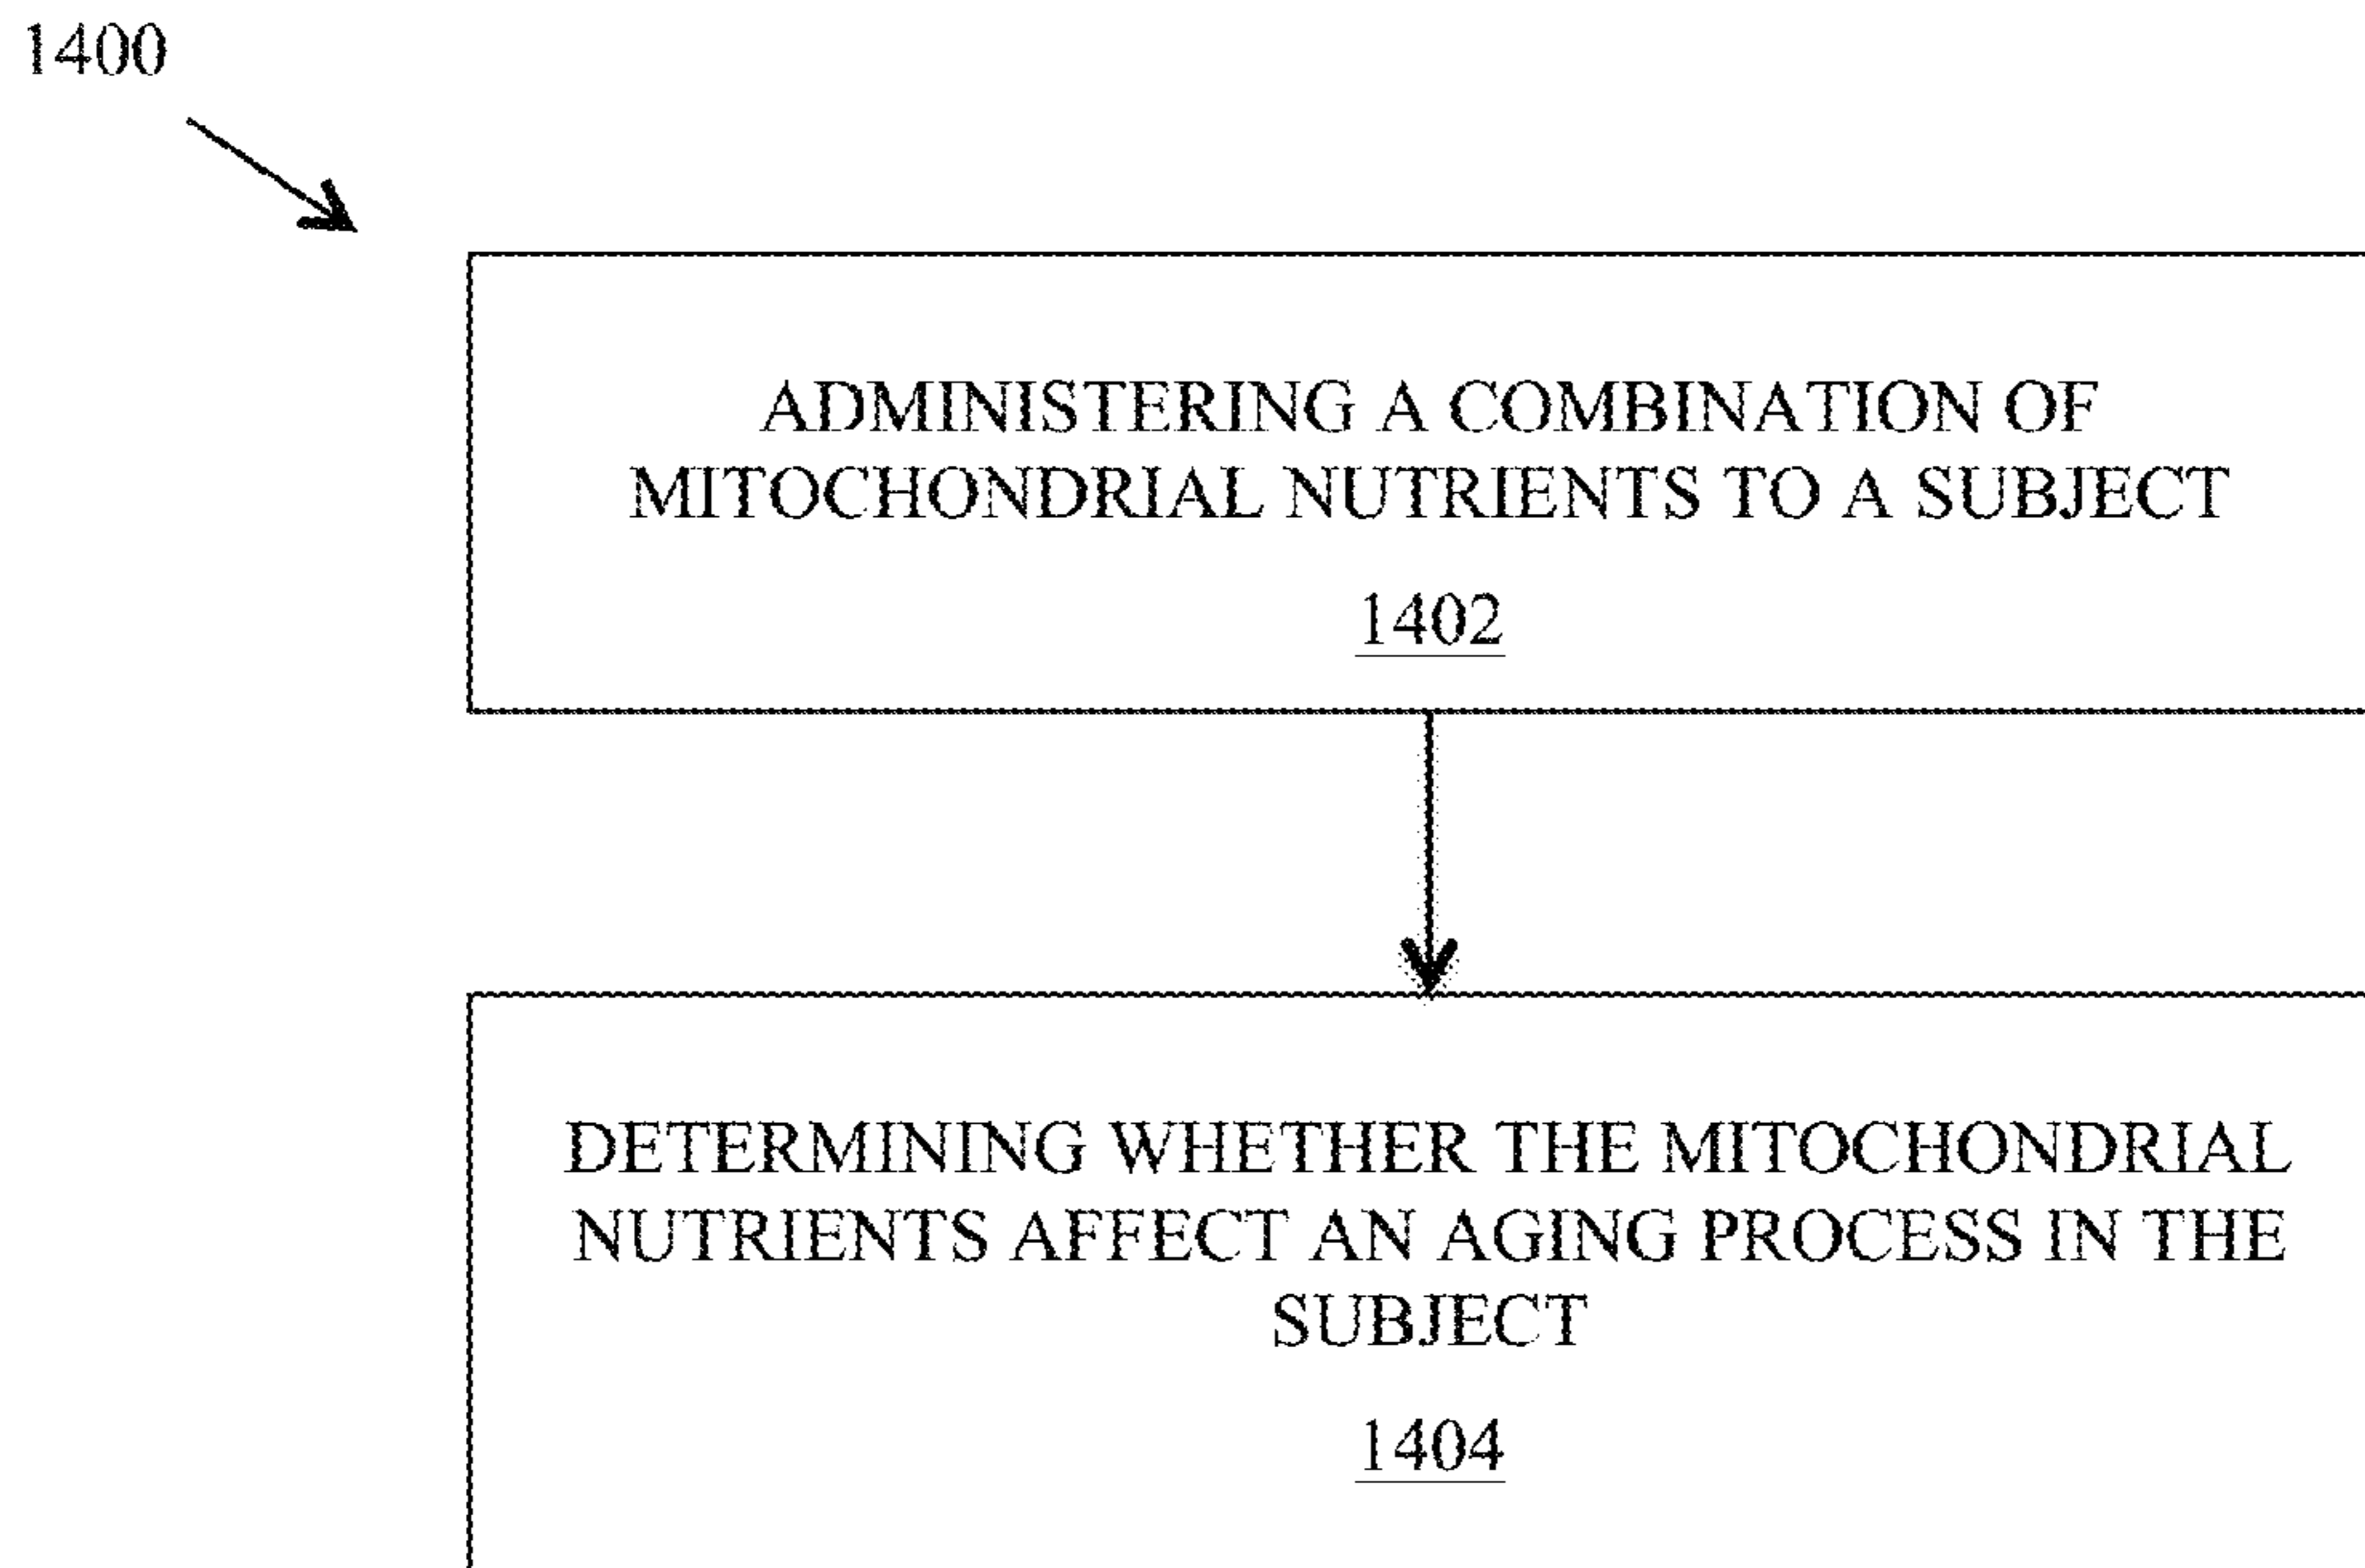 1400
ADMINISTERING A COMBINATION OF
MITOCHONDRIAL NUTRIENTS TO A SUBJECT
1402
DETERMINING WHETHER THE MITOCHONDRIAL
NUTRIENTS AFFECT AN AGING PROCESS IN THE
SUBJECT
1404